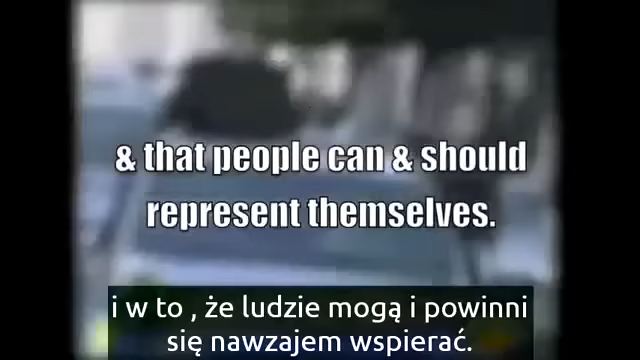 & that people can & should
represent themselves.
i w to , że ludzie mogą i powinni
się nawzajem wspierać.